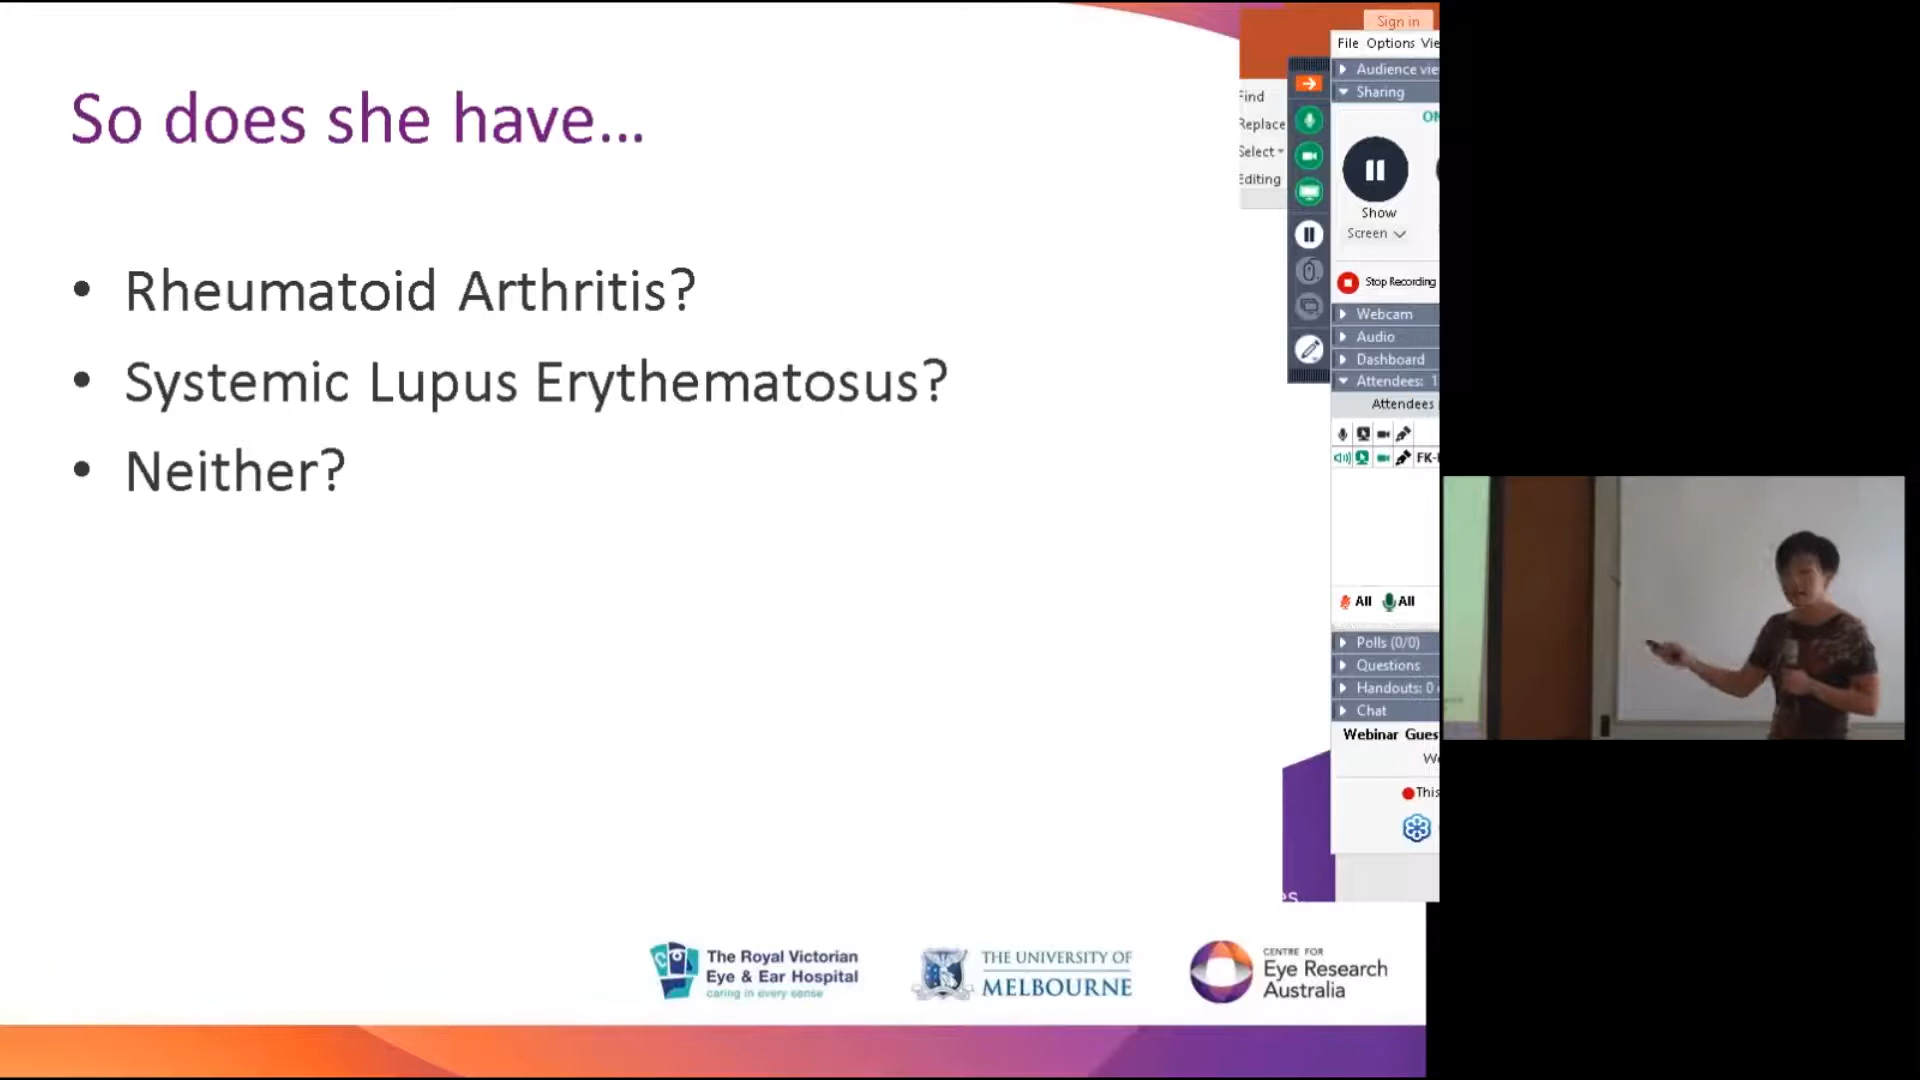 So does she have...
• Rheumatoid Arthritis?
• Systemic Lupus Erythematosus?
• Neither?
Sign in
File Options
Audience
Sharing
Find
Replace
Select
Editing
Show
Screen
Stop Recording
Webcam
Audio
Dashboard
Attendees: 1
Attendees
All All
Polls (0/0)
Questions
Handouts: 0
Chat
Webinar
This
The Royal Victorian
Eye & Ear Hospital
caring in every sense
THE UNIVERSITY OF
MELBOURNE
CENTRE FOR
Eye Research
Australia